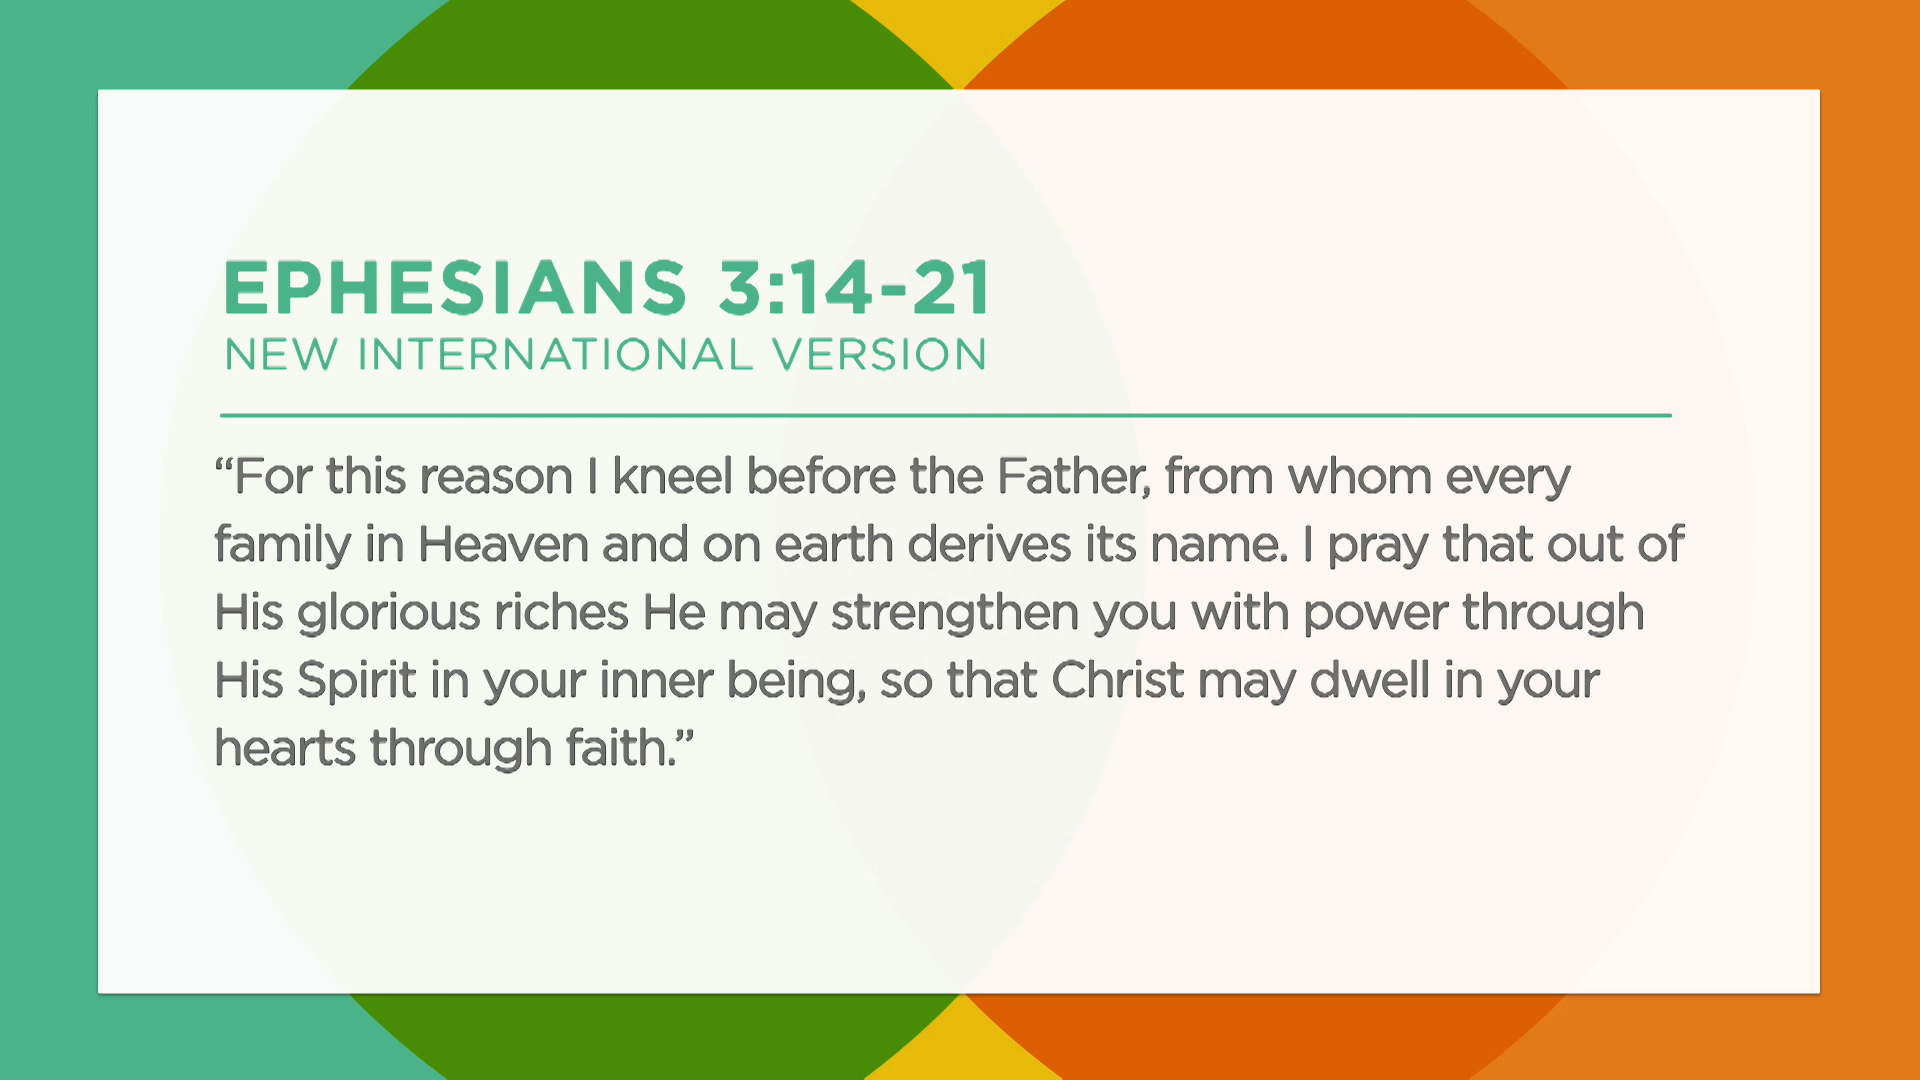 EPHESIANS 3:14-21
NEW INTERNATIONAL VERSION
“For this reason I kneel before the Father, from whom every
family in Heaven and on earth derives its name. I pray that out of
His glorious riches He may strengthen you with power through
His Spirit in your inner being, so that Christ may dwell in your
hearts through faith.”